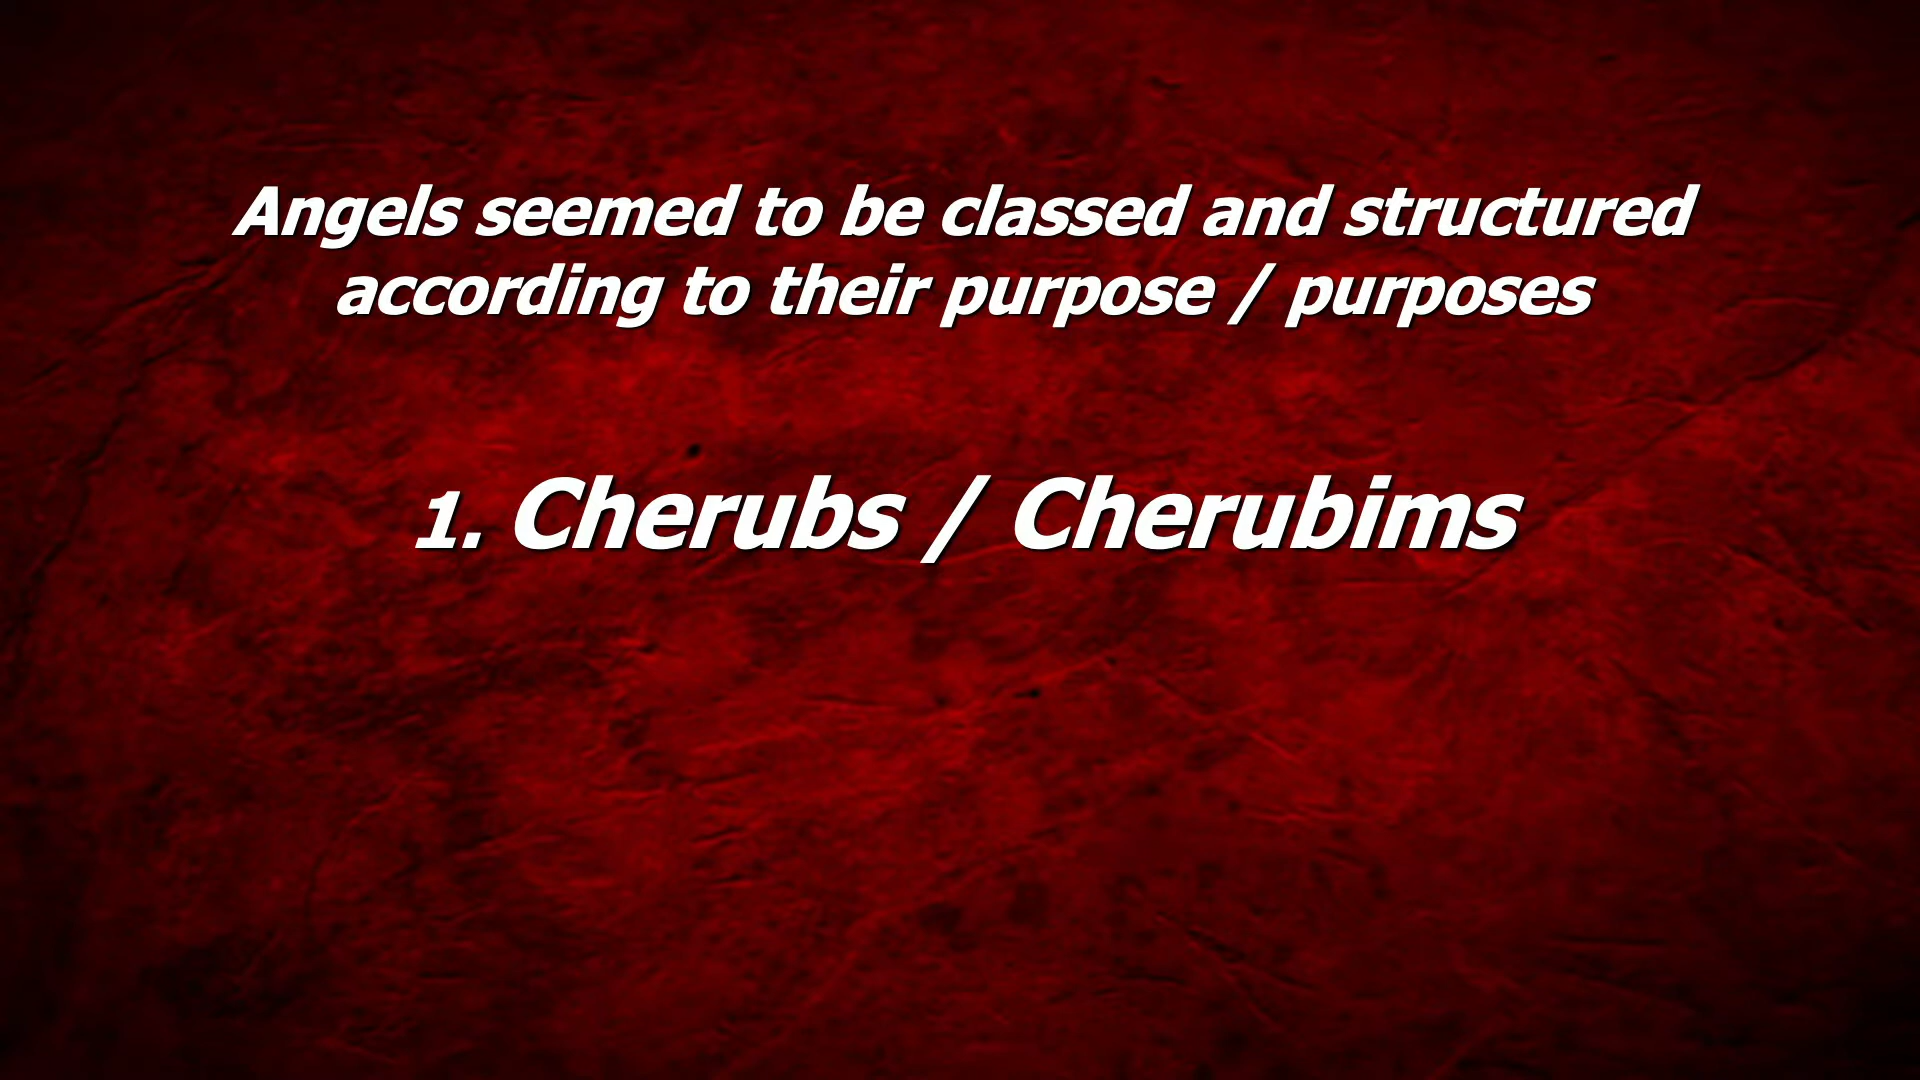 Angels seemed to be classed and structured
according to their purpose / purposes
1. Cherubs / Cherubims